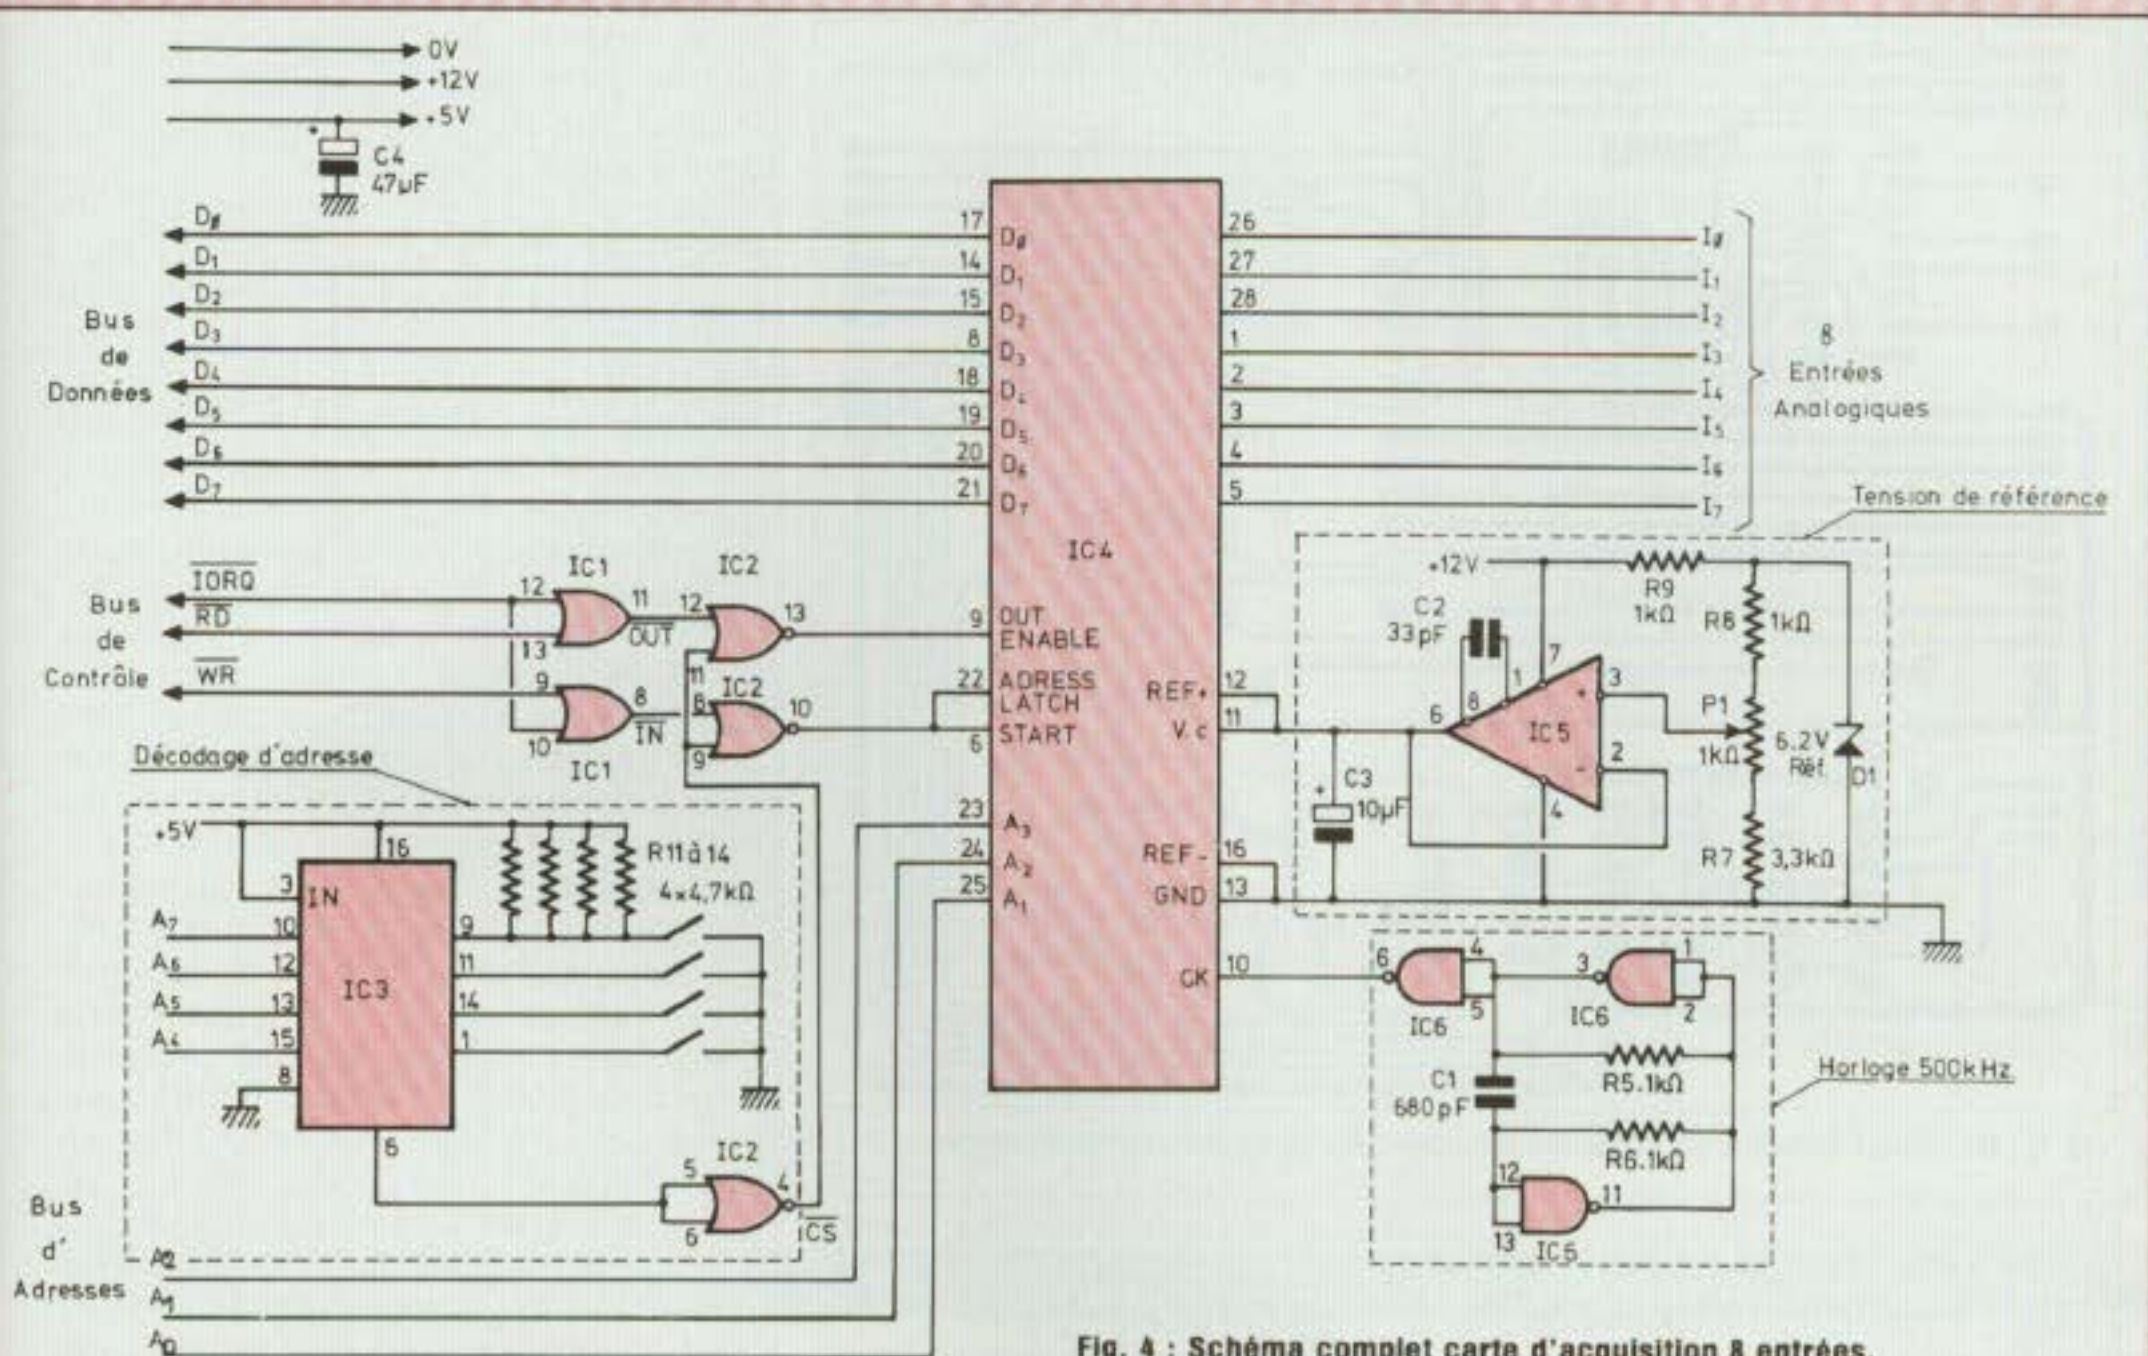 0V
+12V
+5V
C4
47µF
Bus
de
Données
D0
D1
D2
D3
D4
D5
D6
D7
17
14
15
8
18
19
20
21
D0
D1
D2
D3
D4
D5
D6
D7
IC4
26
27
28
1
2
3
4
5
I0
I1
I2
I3
I4
I5
I6
I7
8
Entrées
Analogiques
Tension de référence
Bus
de
Contrôle
IORQ
RD
WR
12
13
IC1
11
OUT
9
10
IC1
8
IN
IC2
12
11
13
IC2
8
9
10
9
OUT
ENABLE
22
ADRESS
LATCH
6
START
23
A3
24
A2
25
A1
REF+
12
V.c
11
REF-
16
GND
13
CK
10
+12V
R9
1kΩ
R8
1kΩ
C2
33pF
7
1
8
6
IC5
3
+
2
-
4
P1
1kΩ
6.2V
Réf.
D1
C3
10µF
R7
3,3kΩ
Décodage d'adresse
+5V
16
3
IN
R11à14
4×4,7kΩ
A7
10
A6
12
A5
13
A4
15
8
IC3
9
11
14
1
6
IC2
5
6
4
CS
Bus
d'
Adresses
A2
A1
A0
6
4
5
IC6
3
1
2
IC6
R5.1kΩ
C1
680pF
R6.1kΩ
12
13
11
IC6
Horloge 500kHz
Fig. 4 : Schéma complet carte d'acquisition 8 entrées.